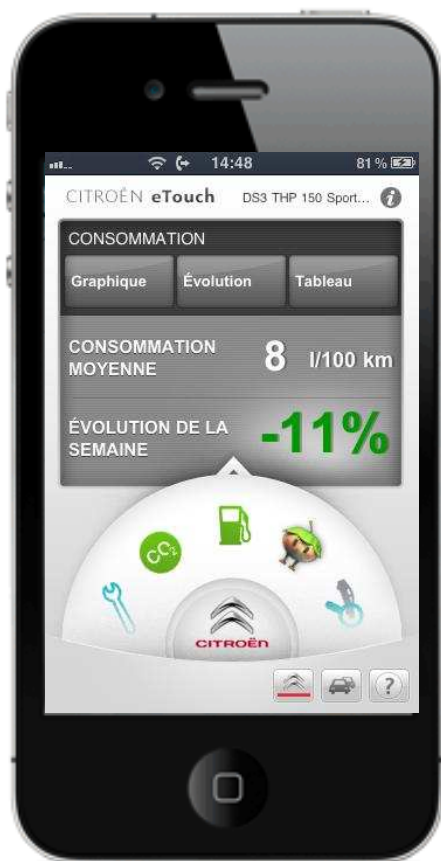 14:48
81 %
CITROËN eTouch
DS3 THP 150 Sport...
i
CONSOMMATION
Graphique
Évolution
Tableau
CONSOMMATION
MOYENNE
8 l/100 km
ÉVOLUTION DE LA
SEMAINE
-11%
CO₂
CITROËN
?